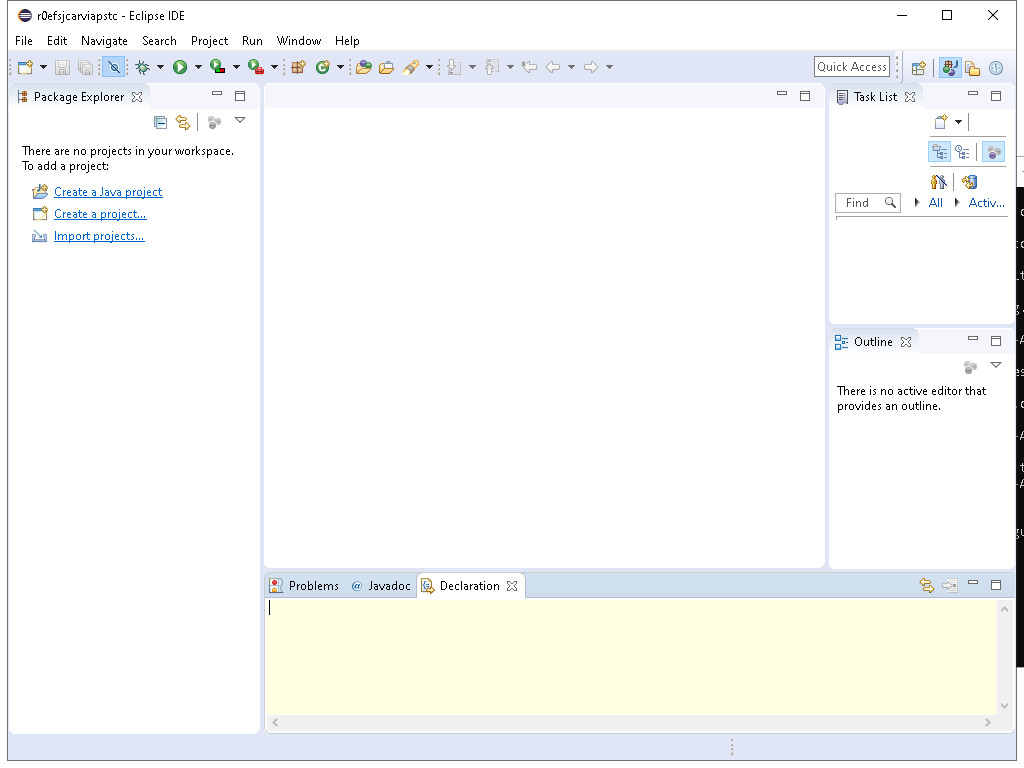 r0efsjcarviapstc - Eclipse IDE
File Edit Navigate Search Project Run Window Help
Quick Access
Package Explorer
There are no projects in your workspace.
To add a project:
Create a Java project
Create a project...
Import projects...
Task List
Find
All
Activ...
Outline
There is no active editor that
provides an outline.
Problems
@ Javadoc
Declaration